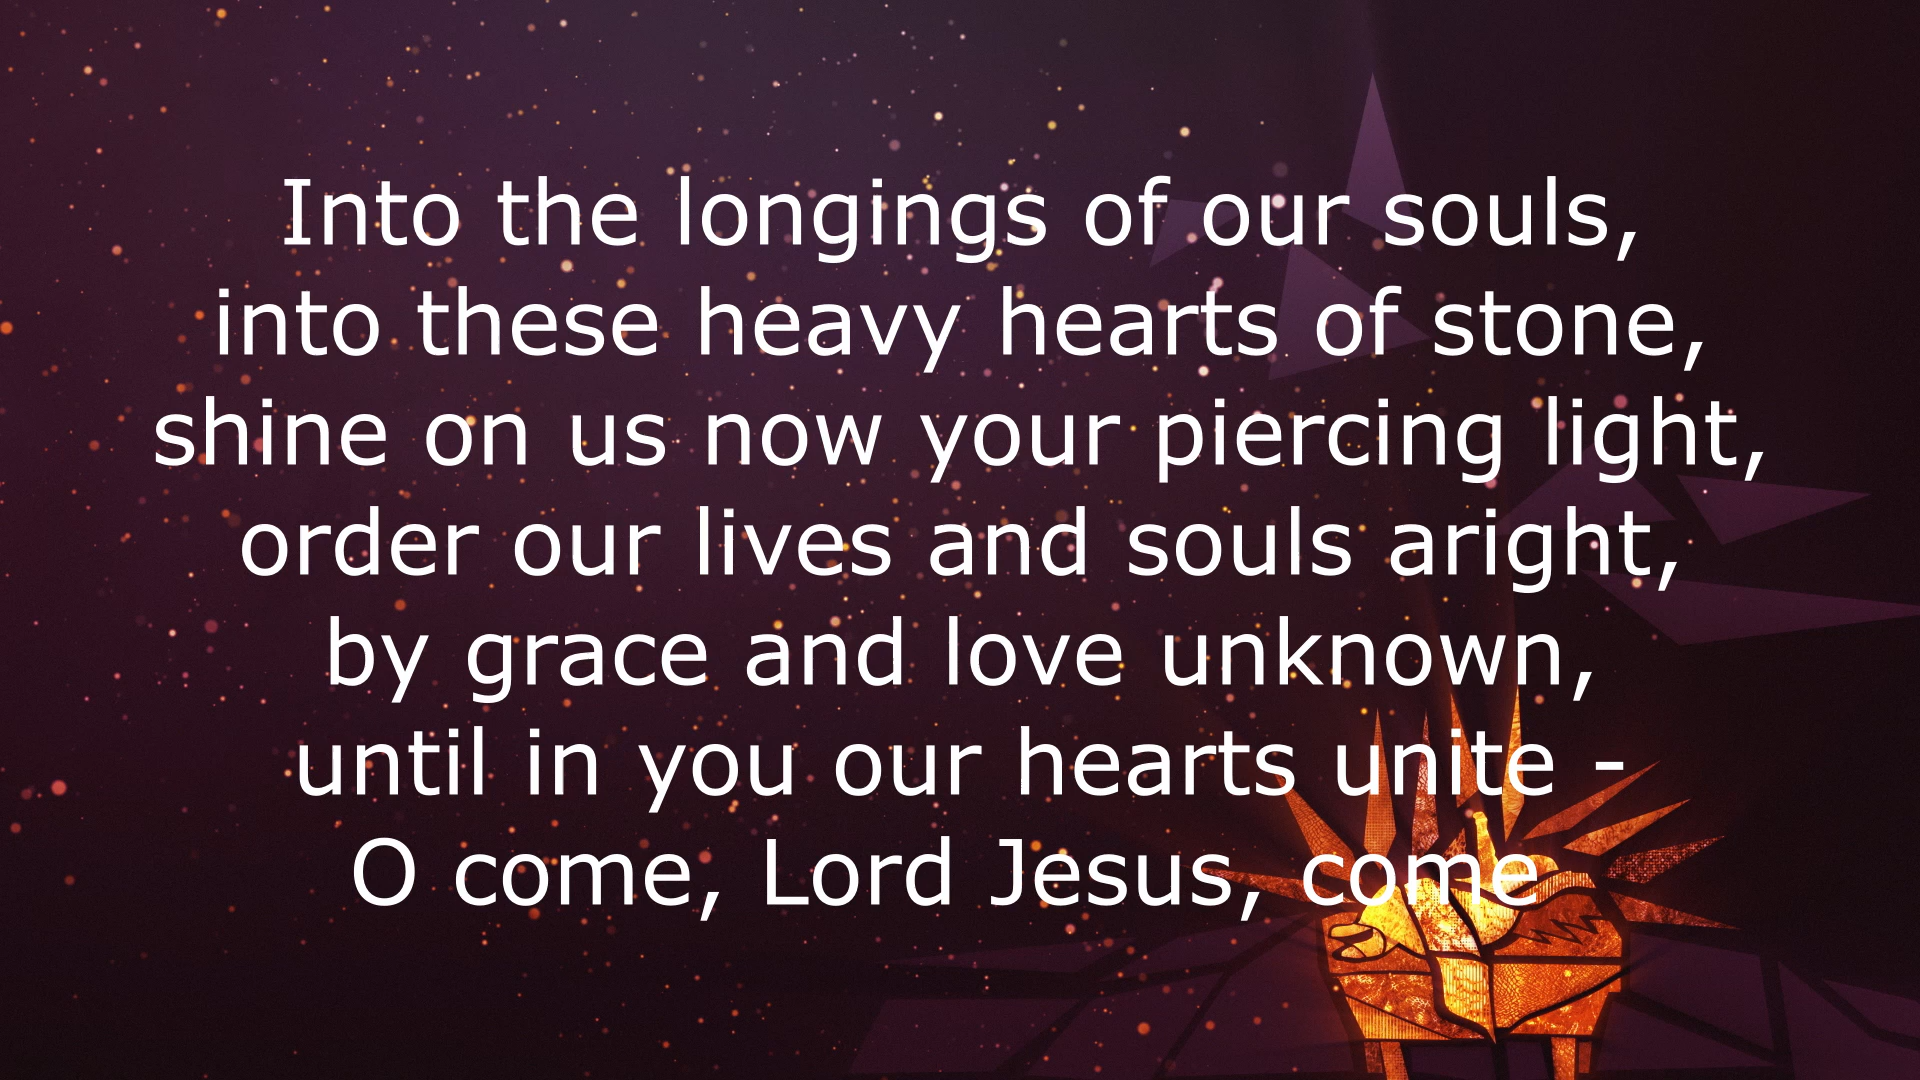 Into the longings of our souls,
into these heavy hearts of stone,
shine on us now your piercing light,
order our lives and souls aright,
by grace and love unknown,
until in you our hearts unite -
O come, Lord Jesus, come